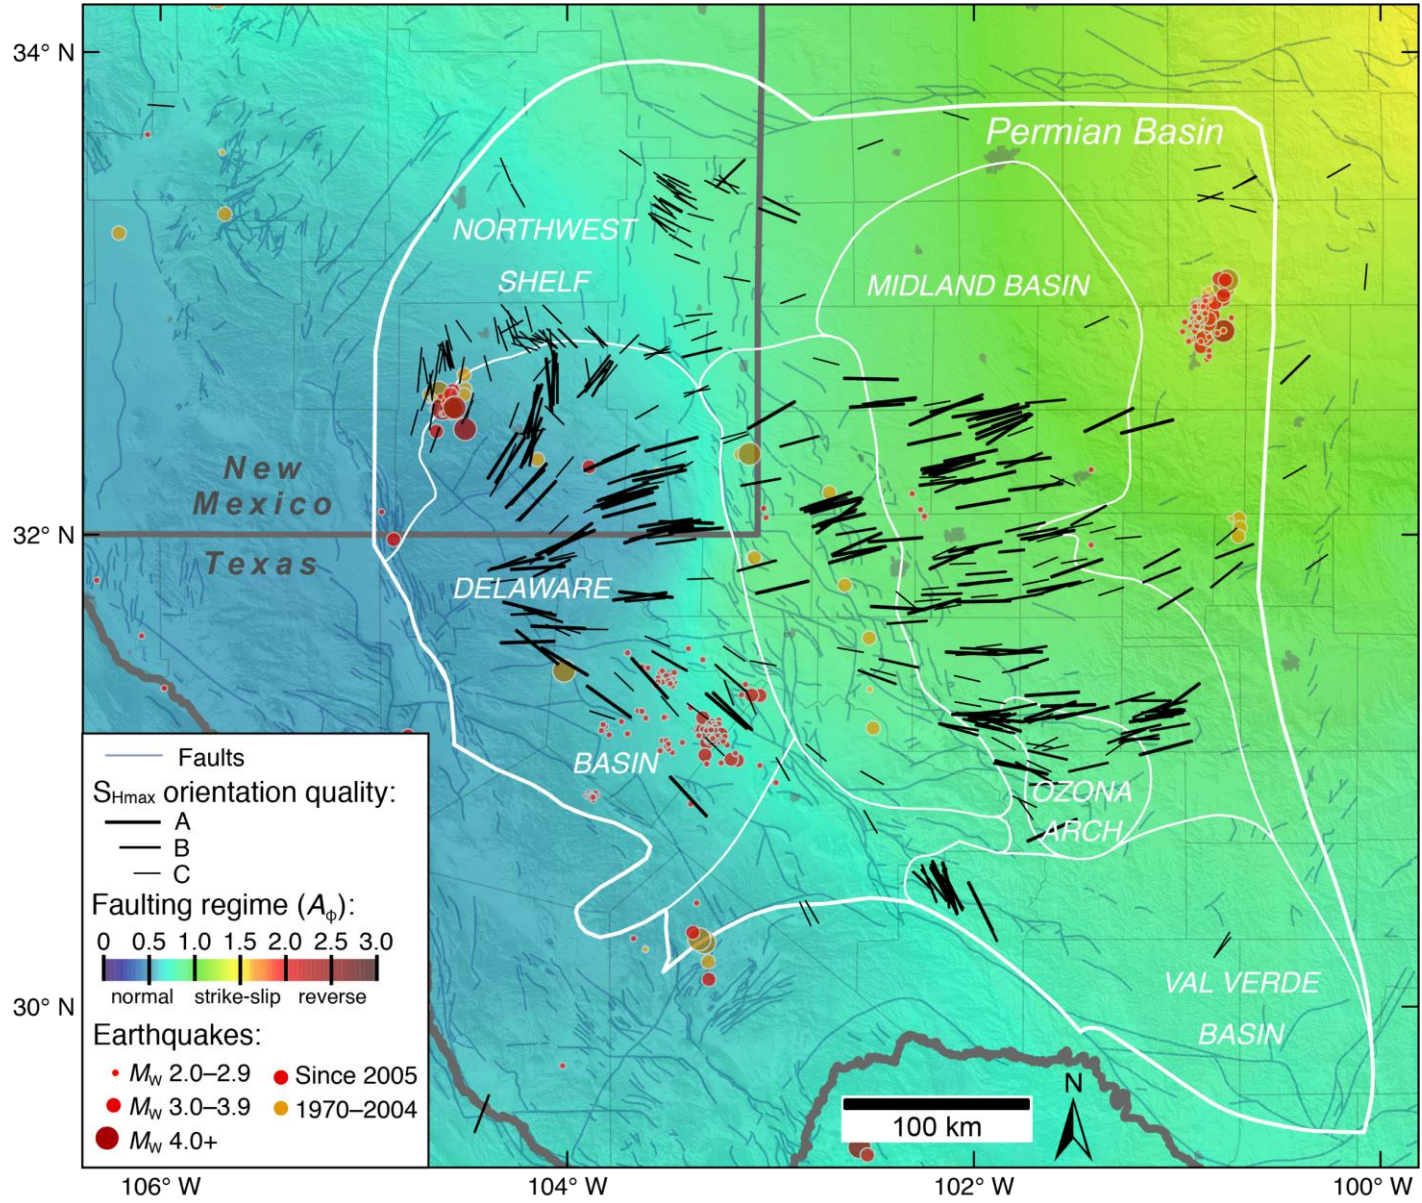 34° N
32° N
30° N
Permian Basin
NORTHWEST
SHELF
MIDLAND BASIN
New
Mexico
Texas
DELAWARE
BASIN
OZONA
ARCH
VAL VERDE
BASIN
Faults
SHmax orientation quality:
A
B
C
Faulting regime (Aϕ):
0 0.5 1.0 1.5 2.0 2.5 3.0
normal strike-slip reverse
Earthquakes:
MW 2.0–2.9 Since 2005
MW 3.0–3.9 1970–2004
MW 4.0+
N
100 km
106° W 104° W 102° W 100° W